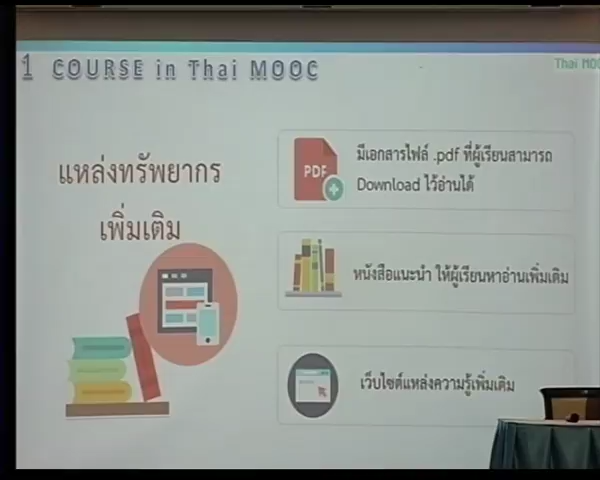 1 COURSE in Thai MOOC
Thai MOO
แหล่งทรัพยากร
เพิ่มเติม
PDF
มีเอกสารไฟล์ .pdf ที่ผู้เรียนสามารถ
Download ไว้อ่านได้
หนังสือแนะนำ ให้ผู้เรียนหาอ่านเพิ่มเติม
เว็บไซต์แหล่งความรู้เพิ่มเติม